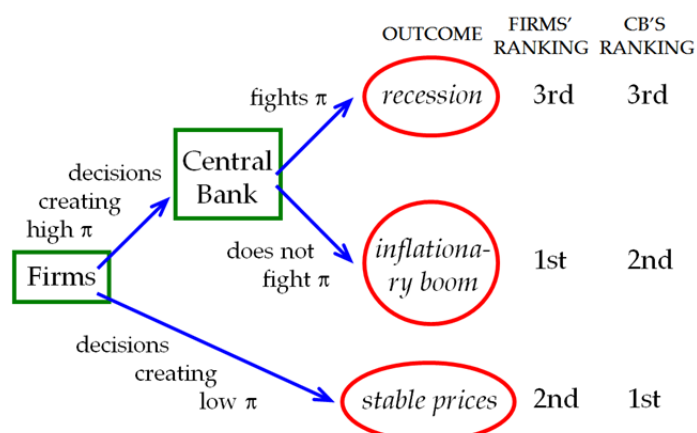 OUTCOME
FIRMS' RANKING
CB'S RANKING
fights π
recession
3rd
3rd
decisions
creating
high π
Central
Bank
Firms
does not
fight π
inflationa-
ry boom
1st
2nd
decisions
creating
low π
stable prices
2nd
1st